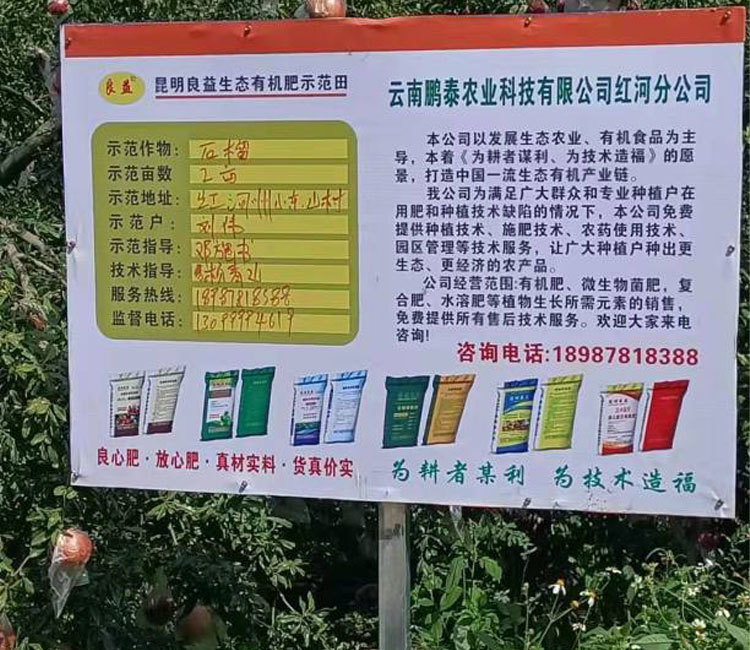 良益
昆明良益生态有机肥示范田
示范作物: 石榴
示范亩数 2亩
示范地址: 红河州小东山村
示范户: 刘伟
示范指导:
技术指导:
服务热线: 18987818388
监督电话: 13099994619
云南鹏泰农业科技有限公司红河分公司
本公司以发展生态农业、有机食品为主
导，本着《为耕者谋利、为技术造福》的愿
景，打造中国一流生态有机产业链。
我公司为满足广大群众和专业种植户在
用肥和种植技术缺陷的情况下，本公司免费
提供种植技术、施肥技术、农药使用技术、
园区管理等技术服务，让广大种植户种出更
生态、更经济的农产品。
公司经营范围:有机肥、微生物菌肥，复
合肥、水溶肥等植物生长所需元素的销售，
免费提供所有售后技术服务。欢迎大家来电
咨询!
咨询电话:18987818388
良心肥·放心肥·真材实料·货真价实
为耕者某利 为技术造福